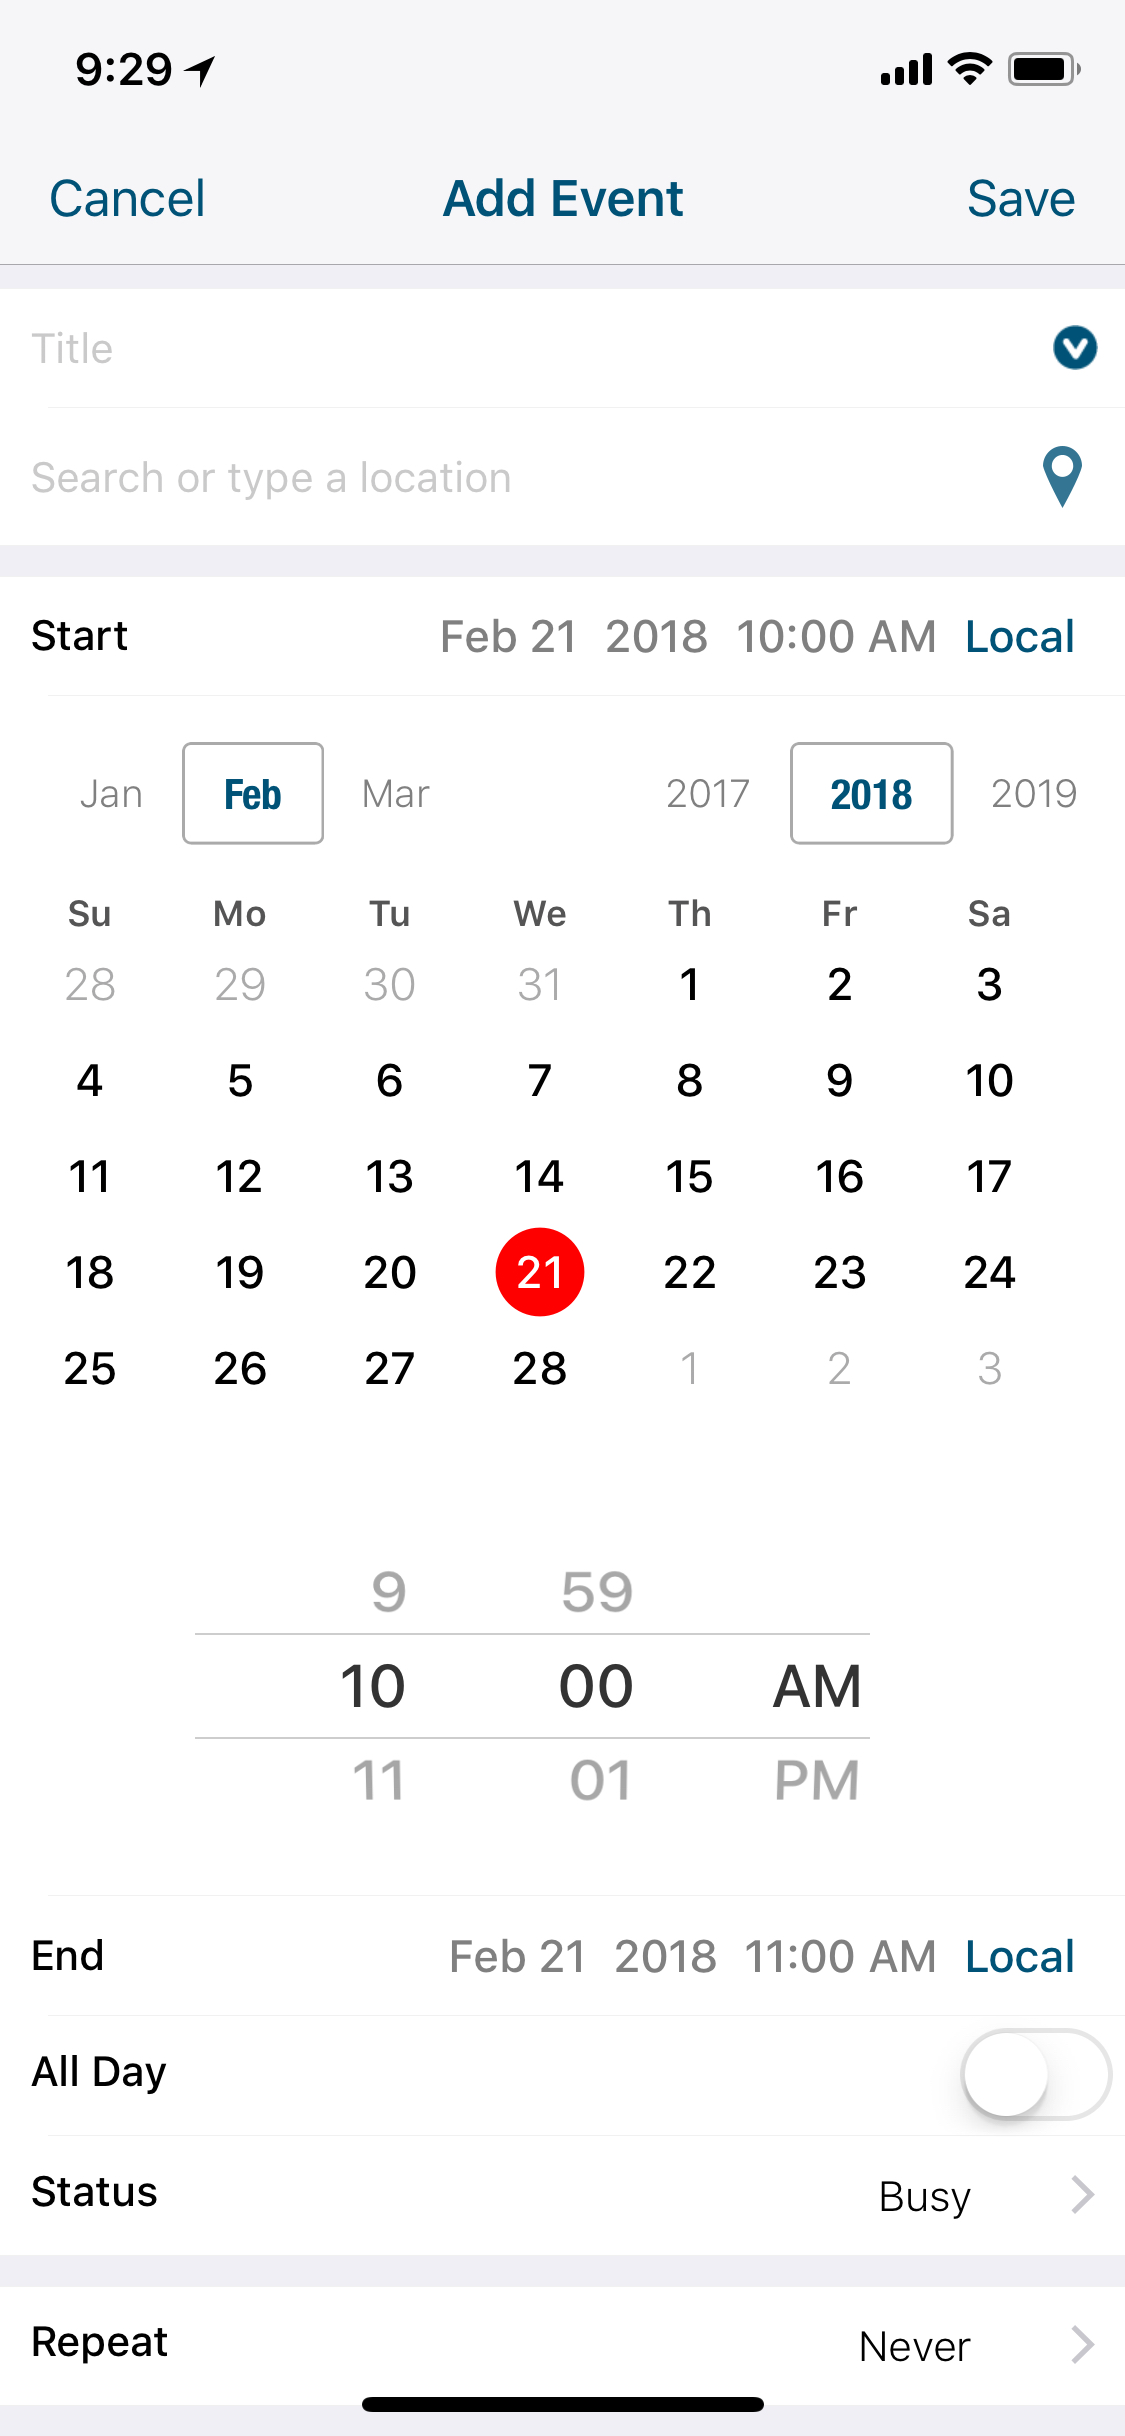 9:29
Cancel Add Event Save
Title
Search or type a location
Start Feb 21 2018 10:00 AM Local
Jan Feb Mar 2017 2018 2019
Su Mo Tu We Th Fr Sa
28 29 30 31 1 2 3
4 5 6 7 8 9 10
11 12 13 14 15 16 17
18 19 20 21 22 23 24
25 26 27 28 1 2 3
9 59
10 00 AM
11 01 PM
End Feb 21 2018 11:00 AM Local
All Day
Status Busy
Repeat Never